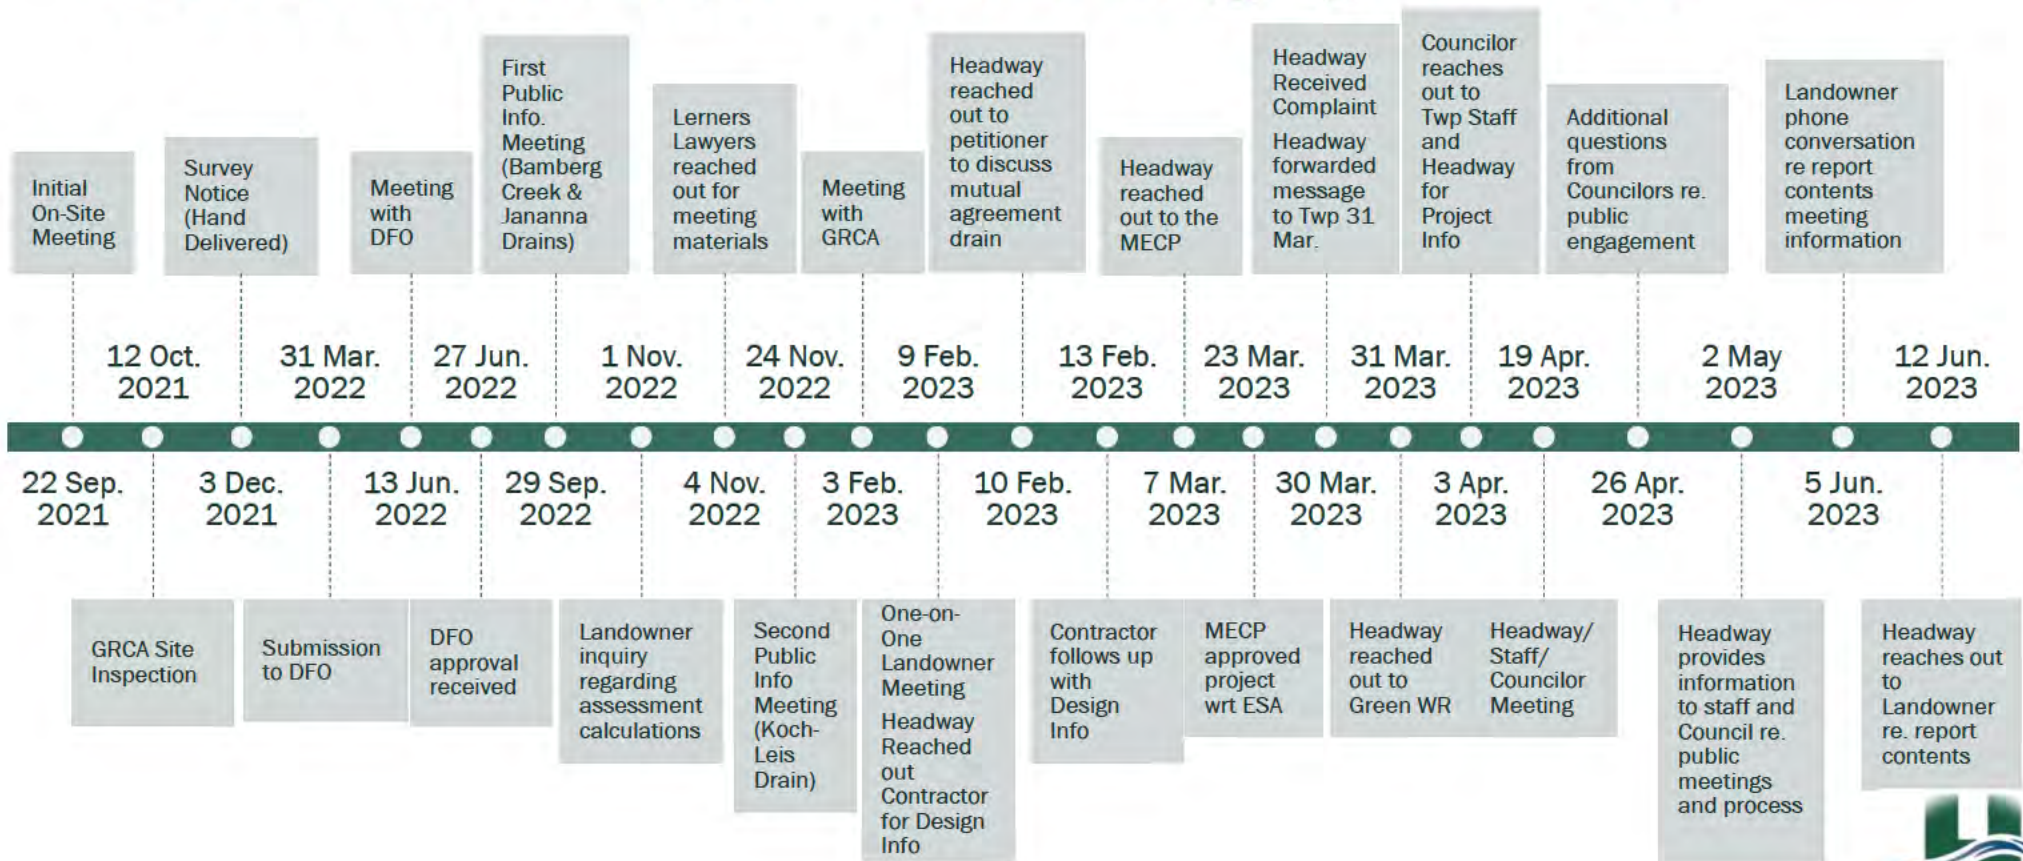 Initial
On-Site
Meeting
Survey
Notice
(Hand
Delivered)
Meeting
with
DFO
First
Public
Info.
Meeting
(Bamberg
Creek &
Jananna
Drains)
Lerners
Lawyers
reached
out for
meeting
materials
Meeting
with
GRCA
Headway
reached
out to
petitioner
to discuss
mutual
agreement
drain
Headway
reached
out to the
MECP
Headway
Received
Complaint
Headway
forwarded
message
to Twp 31
Mar.
Councilor
reaches
out to
Twp Staff
and
Headway
for
Project
Info
Additional
questions
from
Councilors re.
public
engagement
Landowner
phone
conversation
re report
contents
meeting
information
12 Oct.
2021
31 Mar.
2022
27 Jun.
2022
1 Nov.
2022
24 Nov.
2022
9 Feb.
2023
13 Feb.
2023
23 Mar.
2023
31 Mar.
2023
19 Apr.
2023
2 May
2023
12 Jun.
2023
22 Sep.
2021
3 Dec.
2021
13 Jun.
2022
29 Sep.
2022
4 Nov.
2022
3 Feb.
2023
10 Feb.
2023
7 Mar.
2023
30 Mar.
2023
3 Apr.
2023
26 Apr.
2023
5 Jun.
2023
GRCA Site
Inspection
Submission
to DFO
DFO
approval
received
Landowner
inquiry
regarding
assessment
calculations
Second
Public
Info
Meeting
(Koch-
Leis
Drain)
One-on-
One
Landowner
Meeting
Headway
Reached
out
Contractor
for Design
Info
Contractor
follows up
with
Design
Info
MECP
approved
project
wrt ESA
Headway
reached
out to
Green WR
Headway/
Staff/
Councilor
Meeting
Headway
provides
information
to staff and
Council re.
public
meetings
and process
Headway
reaches out
to
Landowner
re. report
contents